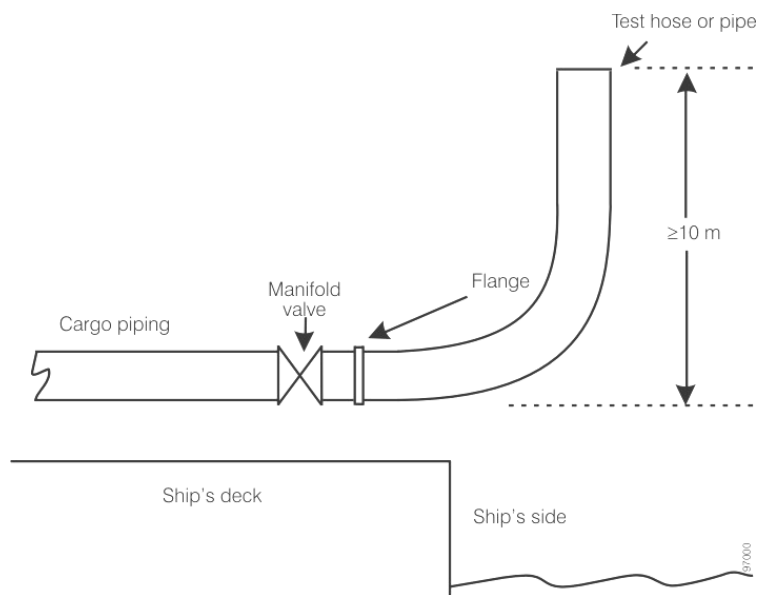 Test hose or pipe
≥10 m
Manifold
valve
Flange
Cargo piping
Ship's deck
Ship's side
97000